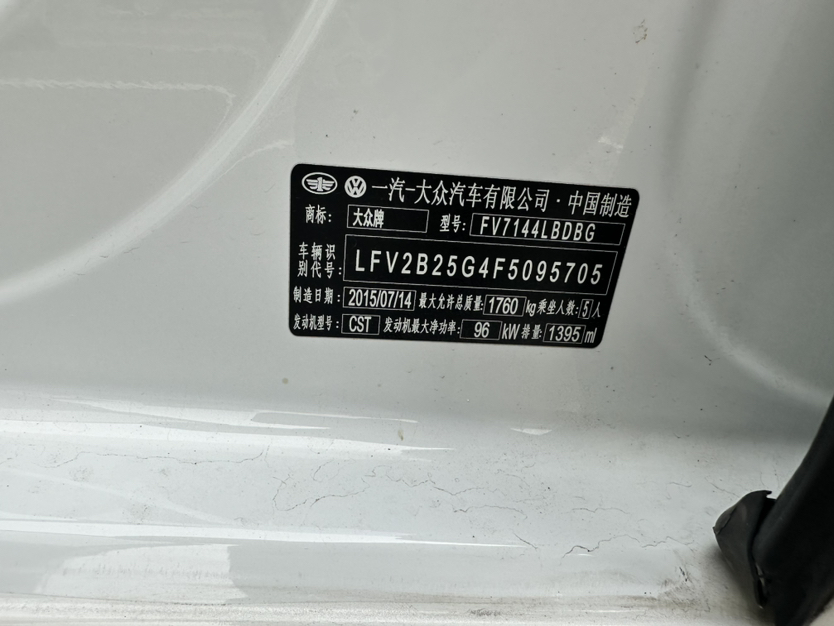 一汽-大众汽车有限公司·中国制造
商标: 大众牌 型号: FV7144LBDBG
车辆识别代号: LFV2B25G4F5095705
制造日期: 2015/07/14 最大允许总质量: 1760 kg 乘坐人数: 5 人
发动机型号: CST 发动机最大净功率: 96 kW 排量: 1395 ml